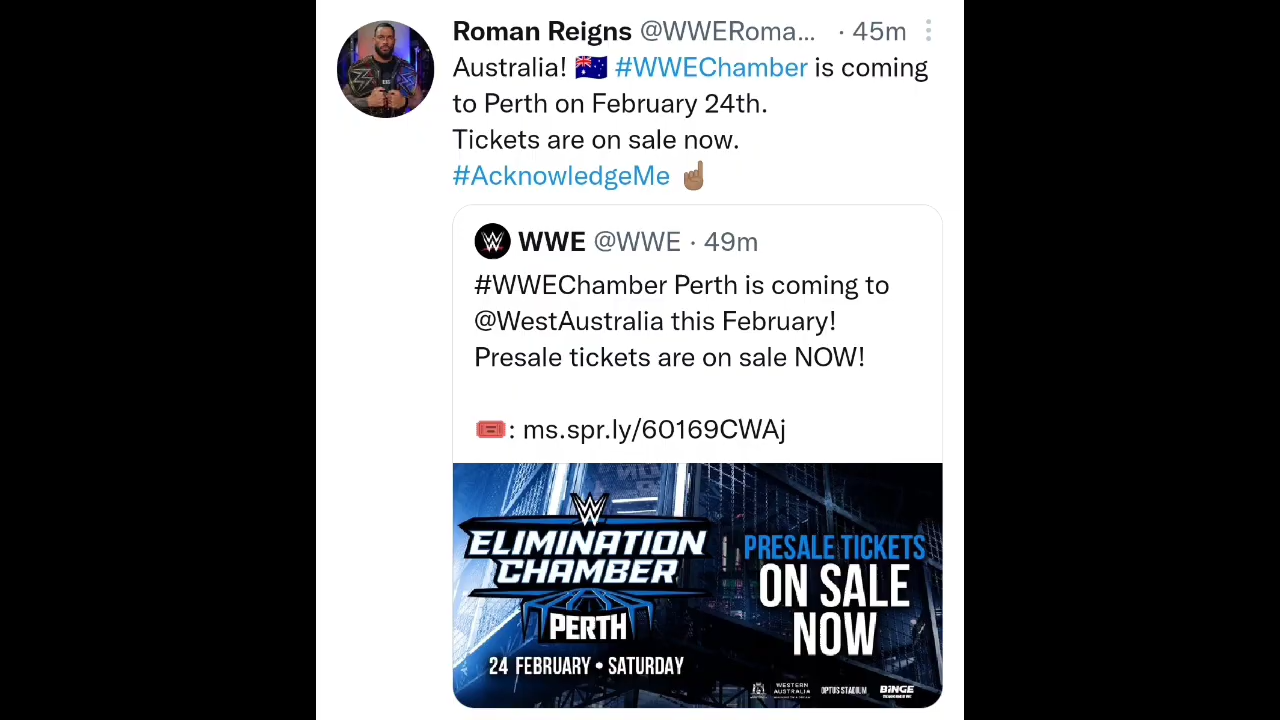 Roman Reigns @WWERoma... · 45m
Australia! 🇦🇺 #WWEChamber is coming
to Perth on February 24th.
Tickets are on sale now.
#AcknowledgeMe ☝🏽
WWE @WWE · 49m
#WWEChamber Perth is coming to
@WestAustralia this February!
Presale tickets are on sale NOW!
🎟️: ms.spr.ly/60169CWAj
W
ELIMINATION
CHAMBER
PERTH
24 FEBRUARY • SATURDAY
PRESALE TICKETS
ON SALE
NOW
WESTERN
AUSTRALIA
OPTUS STADIUM
BINGE